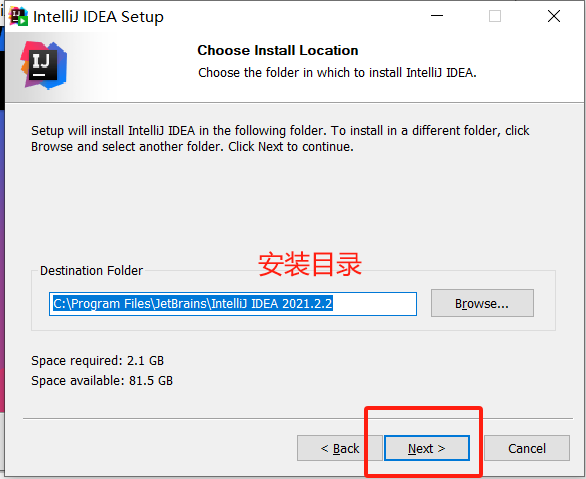 IntelliJ IDEA Setup
IJ
Choose Install Location
Choose the folder in which to install IntelliJ IDEA.
Setup will install IntelliJ IDEA in the following folder. To install in a different folder, click
Browse and select another folder. Click Next to continue.
安装目录
Destination Folder
C:\Program Files\JetBrains\IntelliJ IDEA 2021.2.2
Browse...
Space required: 2.1 GB
Space available: 81.5 GB
< Back
Next >
Cancel